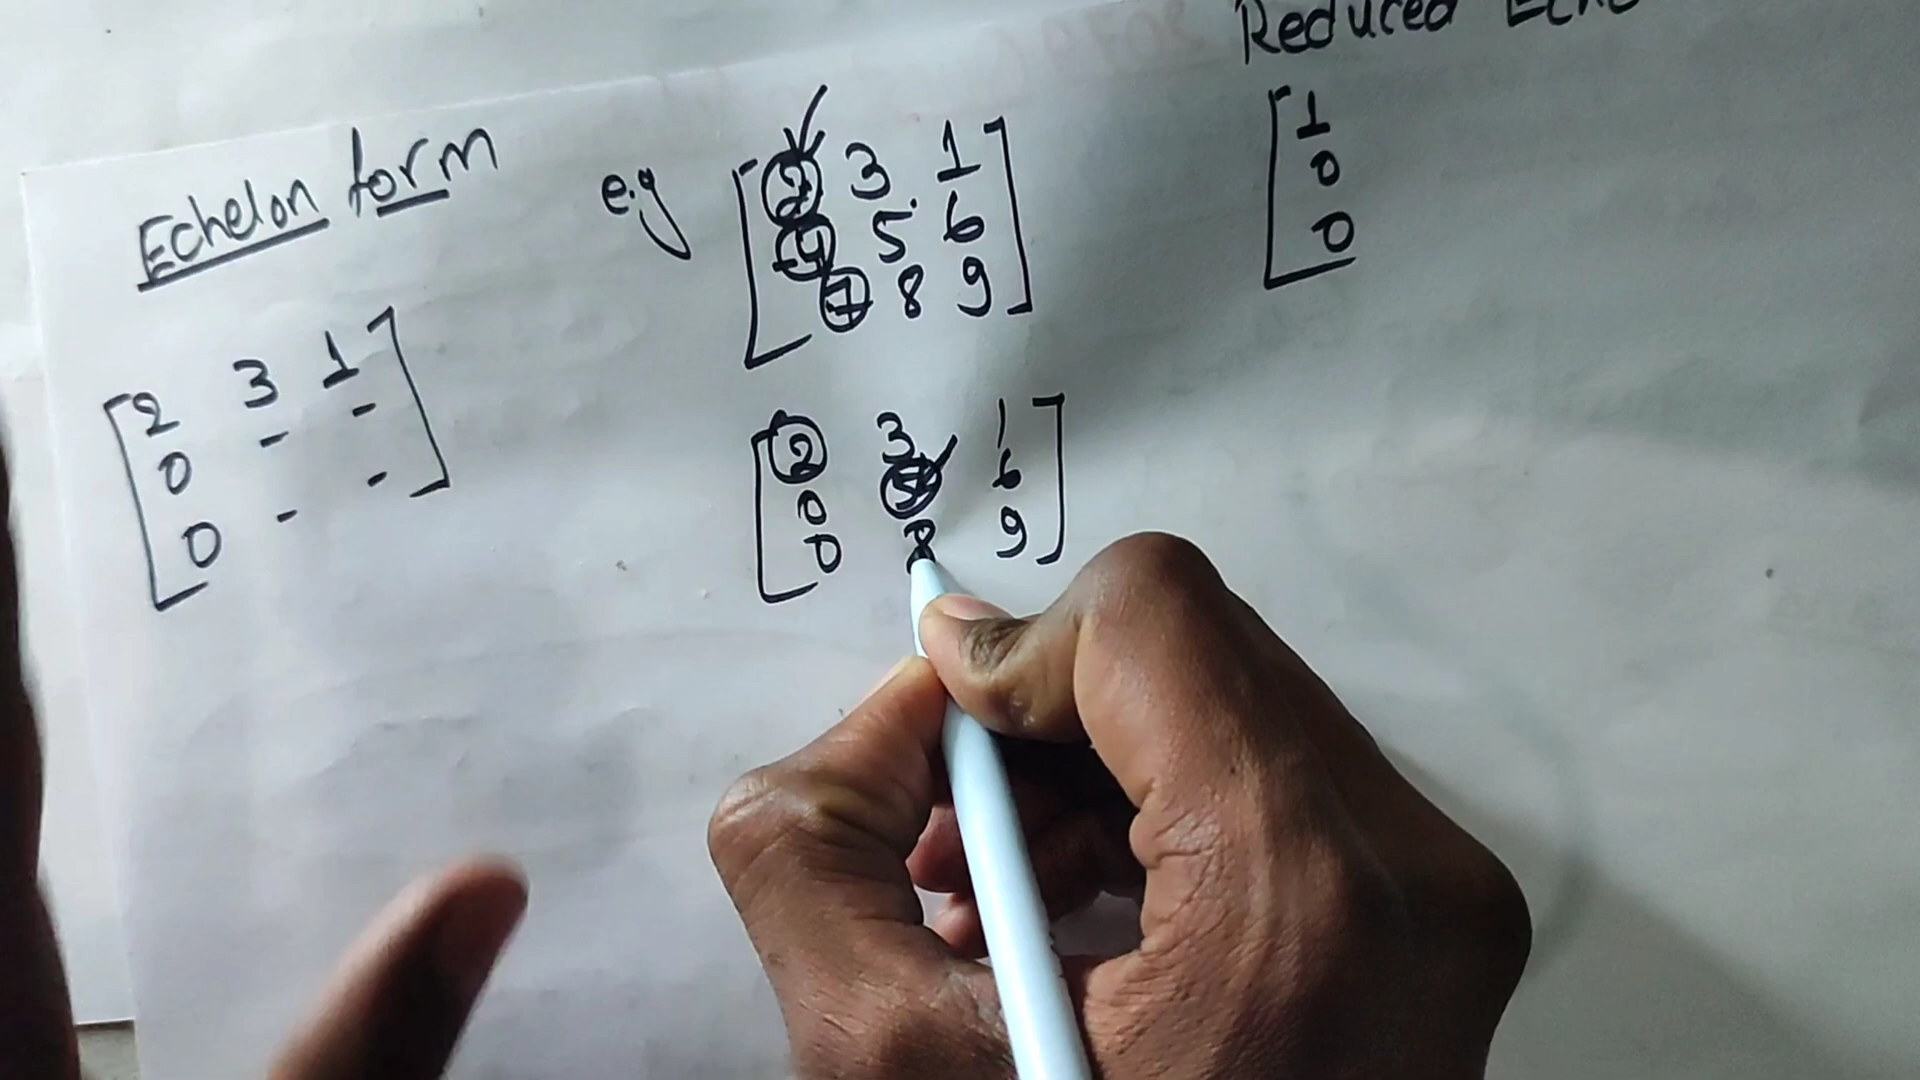 Reduced Eche
Echelon form
e.g
2 3 1
4 5 6
7 8 9
1
0
0
2 3 1
0 - -
0 - -
2 3 1
0 5 6
0 8 9